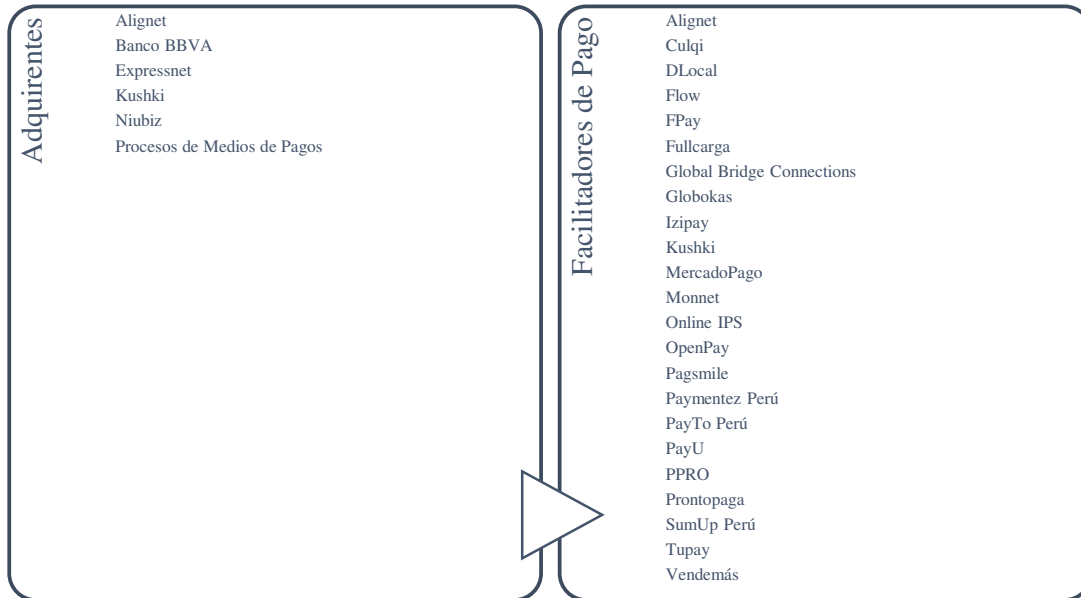 Adquirentes
Alignet
Banco BBVA
Expressnet
Kushki
Niubiz
Procesos de Medios de Pagos
Facilitadores de Pago
Alignet
Culqi
DLocal
Flow
FPay
Fullcarga
Global Bridge Connections
Globokas
Izipay
Kushki
MercadoPago
Monnet
Online IPS
OpenPay
Pagsmile
Paymentez Perú
PayTo Perú
PayU
PPRO
Prontopaga
SumUp Perú
Tupay
Vendemás